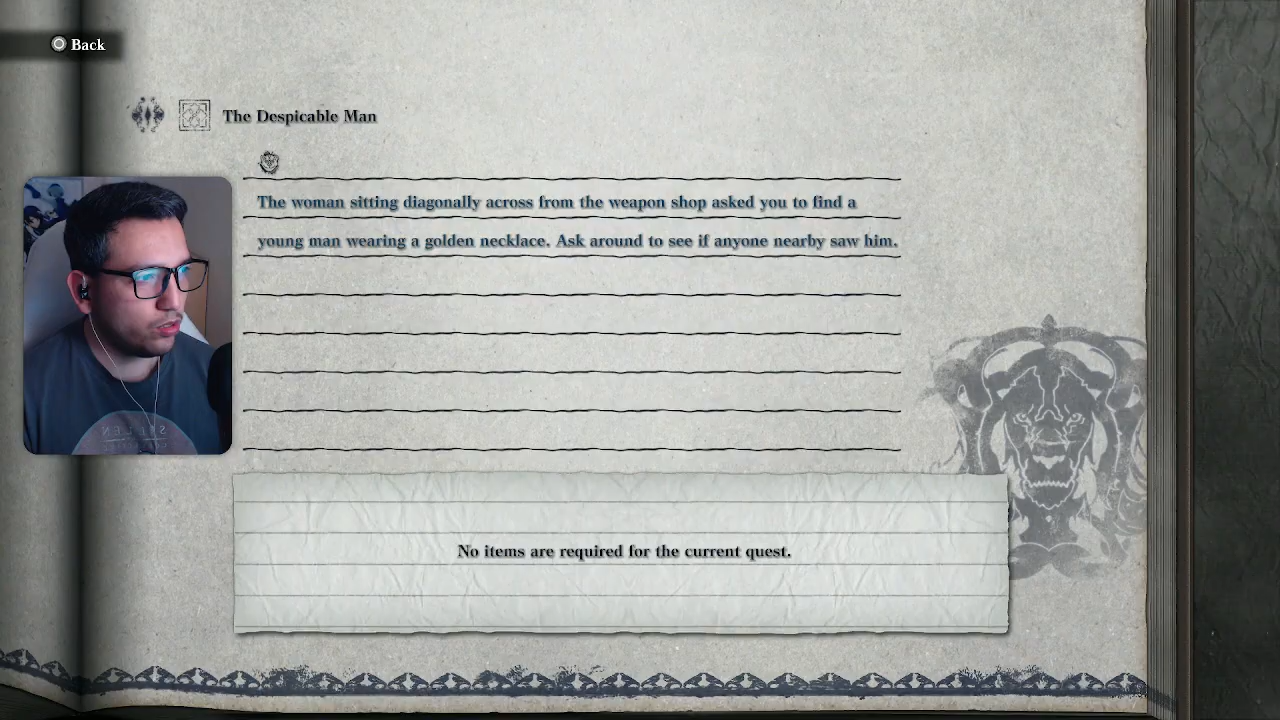 Back
The Despicable Man
The woman sitting diagonally across from the weapon shop asked you to find a
young man wearing a golden necklace. Ask around to see if anyone nearby saw him.
No items are required for the current quest.